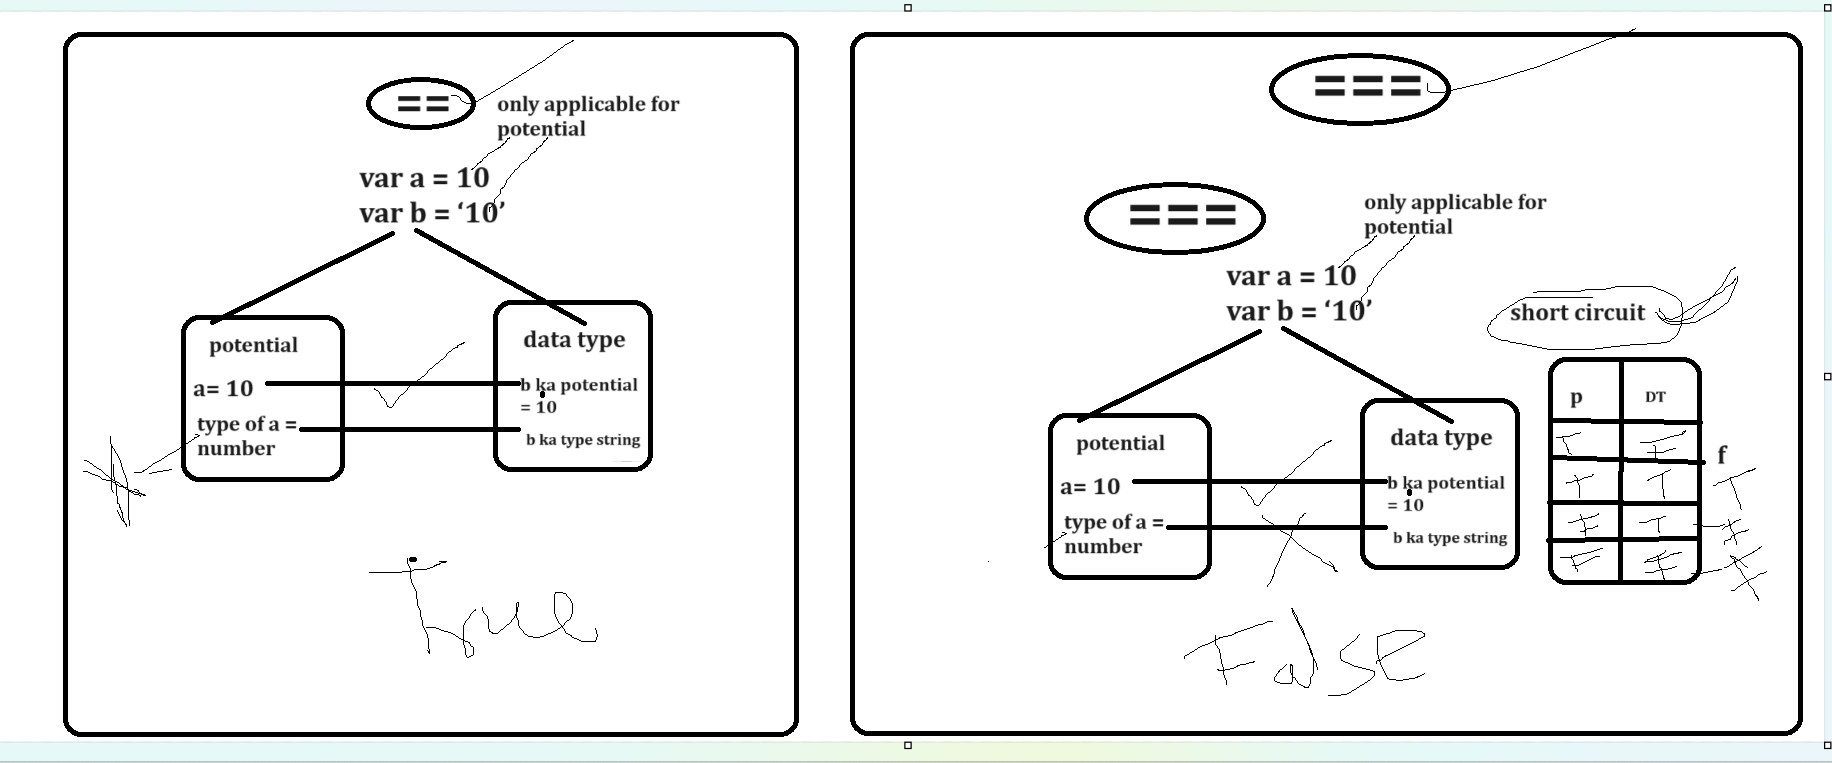 ==
only applicable for
potential
var a = 10
var b = ‘10’
potential
a= 10
type of a =
number
data type
b ka potential
= 10
b ka type string
True
===
===
only applicable for
potential
var a = 10
var b = ‘10’
potential
a= 10
type of a =
number
data type
b ka potential
= 10
b ka type string
False
short circuit
p DT
T F f
T T T
F T F
F F